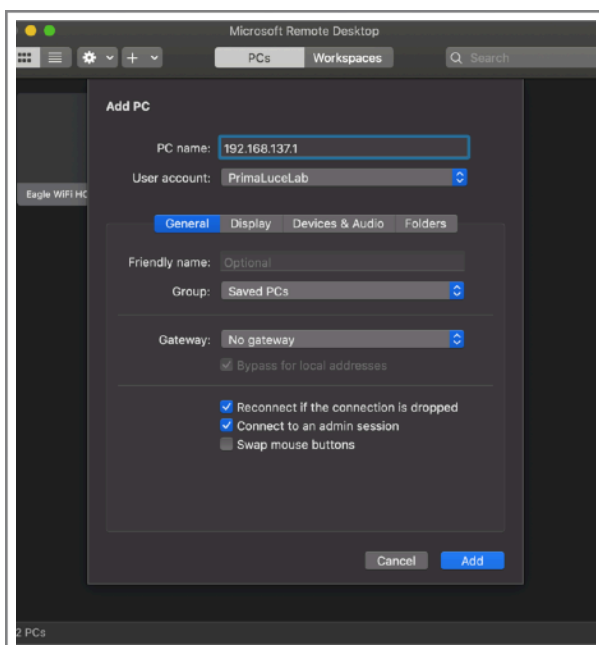 Microsoft Remote Desktop
PCs Workspaces Search
Add PC
PC name: 192.168.137.1
User account: PrimaLuceLab
Eagle WiFi HO
General Display Devices & Audio Folders
Friendly name: Optional
Group: Saved PCs
Gateway: No gateway
Bypass for local addresses
Reconnect if the connection is dropped
Connect to an admin session
Swap mouse buttons
Cancel Add
2 PCs